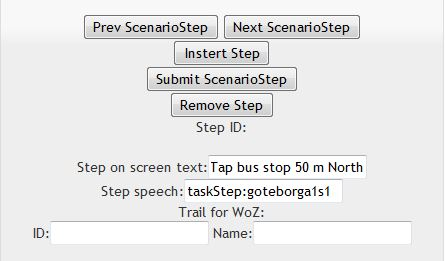 Prev ScenarioStep Next ScenarioStep
Instert Step
Submit ScenarioStep
Remove Step
Step ID:
Step on screen text: Tap bus stop 50 m North
Step speech: taskStep:goteborga1s1
Trail for WoZ:
ID: Name: